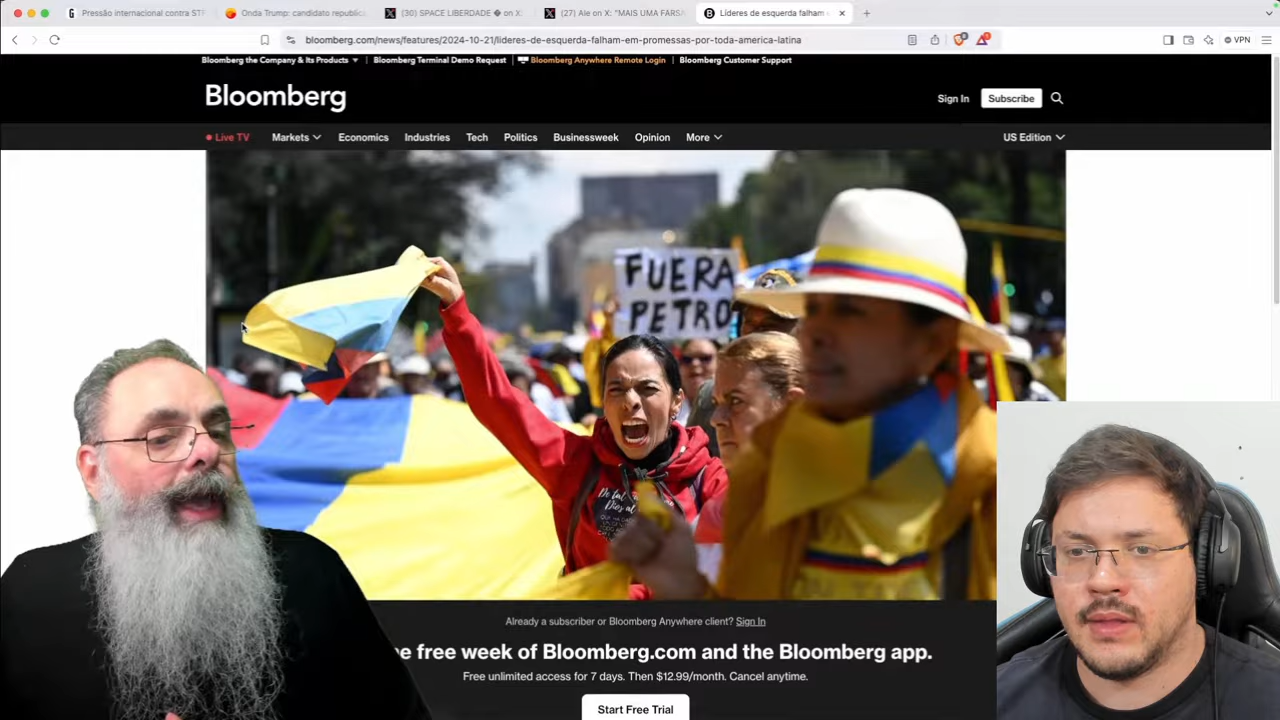 Pressão internacional contra ST
Onda Trump: candidato republic
(30) SPACE LIBERDADE � on X:
(27) Ale on X: "MAIS UMA FARSA
Líderes de esquerda falham
bloomberg.com/news/features/2024-10-21/lideres-de-esquerda-falham-em-promessas-por-toda-america-latina
VPN
Bloomberg the Company & Its Products
Bloomberg Terminal Demo Request
Bloomberg Anywhere Remote Login
Bloomberg Customer Support
Bloomberg
Sign In
Subscribe
Live TV
Markets
Economics
Industries
Tech
Politics
Businessweek
Opinion
More
US Edition
FUERA
PETRO
Already a subscriber or Bloomberg Anywhere client? Sign In
free week of Bloomberg.com and the Bloomberg app.
Free unlimited access for 7 days. Then $12.99/month. Cancel anytime.
Start Free Trial